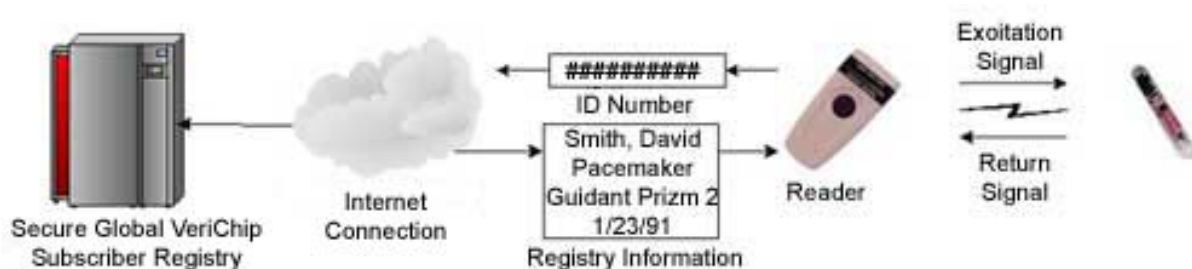 Secure Global VeriChip
Subscriber Registry
Internet
Connection
##########
ID Number
Smith, David
Pacemaker
Guidant Prizm 2
1/23/91
Registry Information
Reader
Exoitation
Signal
Return
Signal